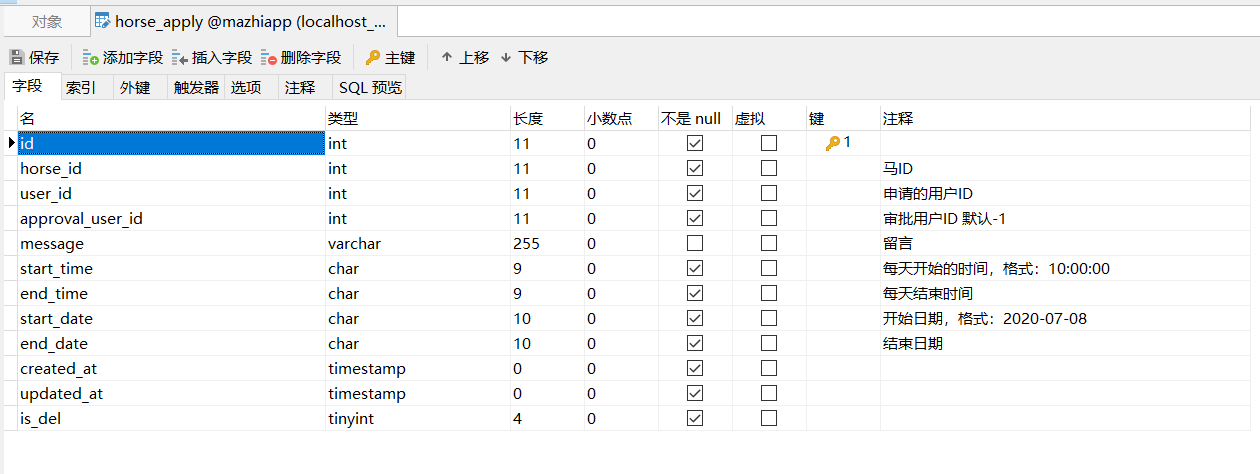 对象 horse_apply @mazhiapp (localhost_...
保存 添加字段 插入字段 删除字段 主键 上移 下移
字段 索引 外键 触发器 选项 注释 SQL 预览
名 类型 长度 小数点 不是 null 虚拟 键 注释
id int 11 0 1
horse_id int 11 0 马ID
user_id int 11 0 申请的用户ID
approval_user_id int 11 0 审批用户ID 默认-1
message varchar 255 0 留言
start_time char 9 0 每天开始的时间，格式：10:00:00
end_time char 9 0 每天结束时间
start_date char 10 0 开始日期，格式：2020-07-08
end_date char 10 0 结束日期
created_at timestamp 0 0
updated_at timestamp 0 0
is_del tinyint 4 0